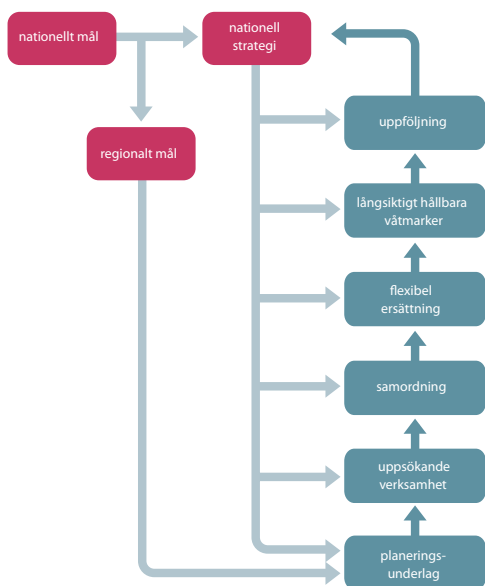 nationellt mål
nationell
strategi
regionalt mål
uppföljning
långsiktigt hållbara
våtmarker
flexibel
ersättning
samordning
uppsökande
verksamhet
planerings-
underlag